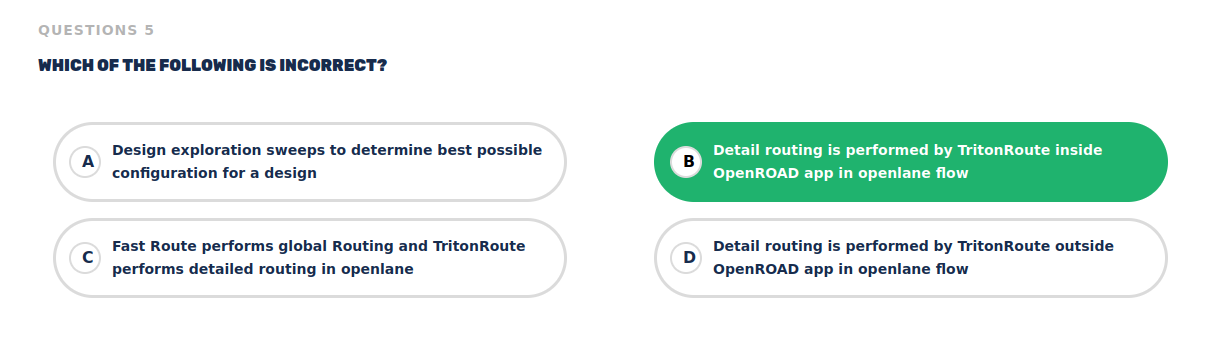 QUESTIONS 5
WHICH OF THE FOLLOWING IS INCORRECT?
A
Design exploration sweeps to determine best possible
configuration for a design
B
Detail routing is performed by TritonRoute inside
OpenROAD app in openlane flow
C
Fast Route performs global Routing and TritonRoute
performs detailed routing in openlane
D
Detail routing is performed by TritonRoute outside
OpenROAD app in openlane flow